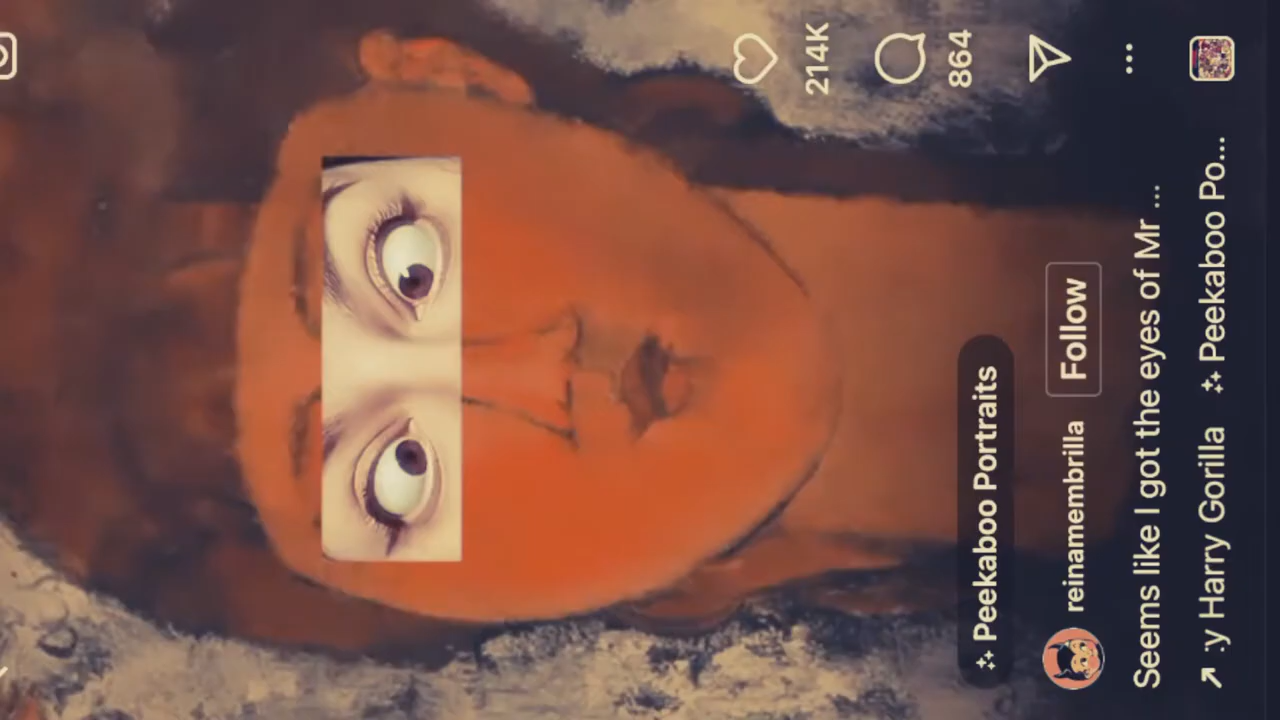 214K
864
Peekaboo Portraits
reinamembrilla Follow
Seems like I got the eyes of Mr ...
:y Harry Gorilla Peekaboo Po...